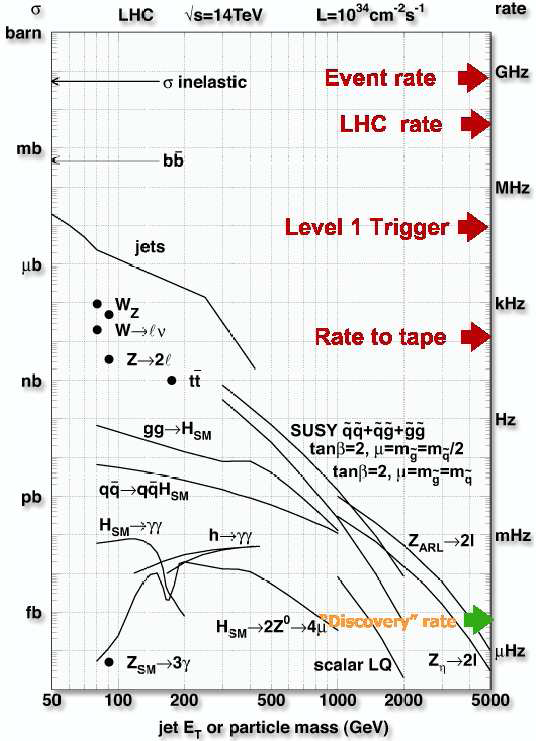 σ LHC √s=14TeV L=10³⁴cm⁻²s⁻¹ rate
barn
GHz
Event rate
σ inelastic
LHC rate
mb
bb̄
MHz
Level 1 Trigger
jets
μb
W
Z
kHz
W→ℓν
Rate to tape
Z→2ℓ
nb
tt̄
Hz
SUSY q̃q̃+q̃g̃+g̃g̃
gg→H_SM
tanβ=2, μ=m_g̃=m_q̃/2
tanβ=2, μ=m_g̃=m_q̃
qq̄→qq̄H_SM
pb
H_SM→γγ
h→γγ
mHz
Z_ARL→2l
fb
H_SM→2Z⁰→4μ
"Discovery" rate
μHz
Z_SM→3γ
scalar LQ
Z_η→2l
50 100 200 500 1000 2000 5000
jet E_T or particle mass (GeV)